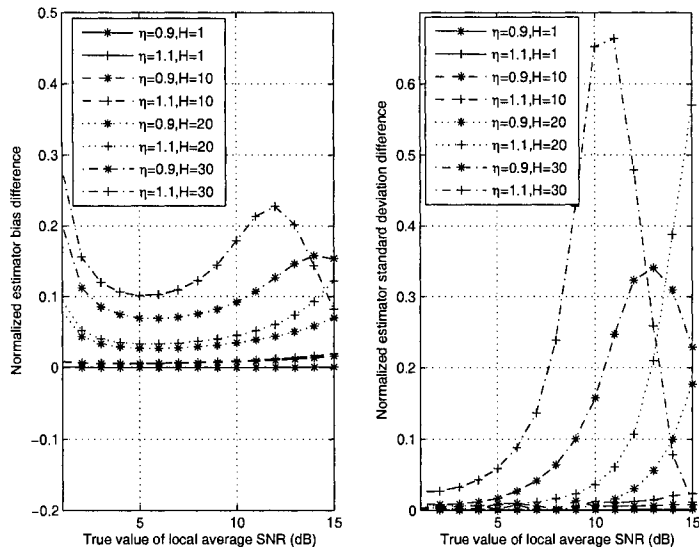 Normalized estimator bias difference
0.5
0.4
0.3
0.2
0.1
0
-0.1
-0.2
η=0.9,H=1
η=1.1,H=1
η=0.9,H=10
η=1.1,H=10
η=0.9,H=20
η=1.1,H=20
η=0.9,H=30
η=1.1,H=30
5
10
15
True value of local average SNR (dB)
Normalized estimator standard deviation difference
0.6
0.5
0.4
0.3
0.2
0.1
0
η=0.9,H=1
η=1.1,H=1
η=0.9,H=10
η=1.1,H=10
η=0.9,H=20
η=1.1,H=20
η=0.9,H=30
η=1.1,H=30
5
10
15
True value of local average SNR (dB)